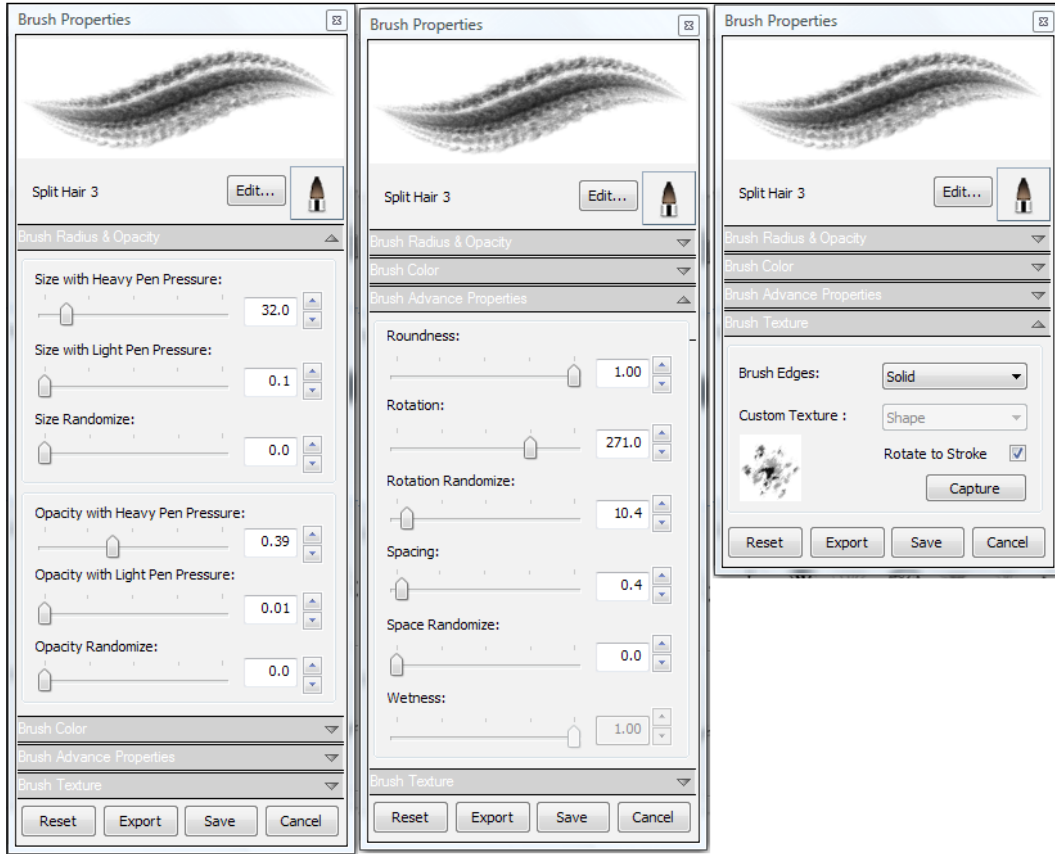 Brush Properties
Split Hair 3
Edit...
Brush Radius & Opacity
Size with Heavy Pen Pressure:
32.0
Size with Light Pen Pressure:
0.1
Size Randomize:
0.0
Opacity with Heavy Pen Pressure:
0.39
Opacity with Light Pen Pressure:
0.01
Opacity Randomize:
0.0
Brush Color
Brush Advance Properties
Brush Texture
Reset Export Save Cancel
Brush Properties
Split Hair 3
Edit...
Brush Radius & Opacity
Brush Color
Brush Advance Properties
Roundness:
1.00
Rotation:
271.0
Rotation Randomize:
10.4
Spacing:
0.4
Space Randomize:
0.0
Wetness:
1.00
Brush Texture
Reset Export Save Cancel
Brush Properties
Split Hair 3
Edit...
Brush Radius & Opacity
Brush Color
Brush Advance Properties
Brush Texture
Brush Edges: Solid
Custom Texture : Shape
Rotate to Stroke
Capture
Reset Export Save Cancel